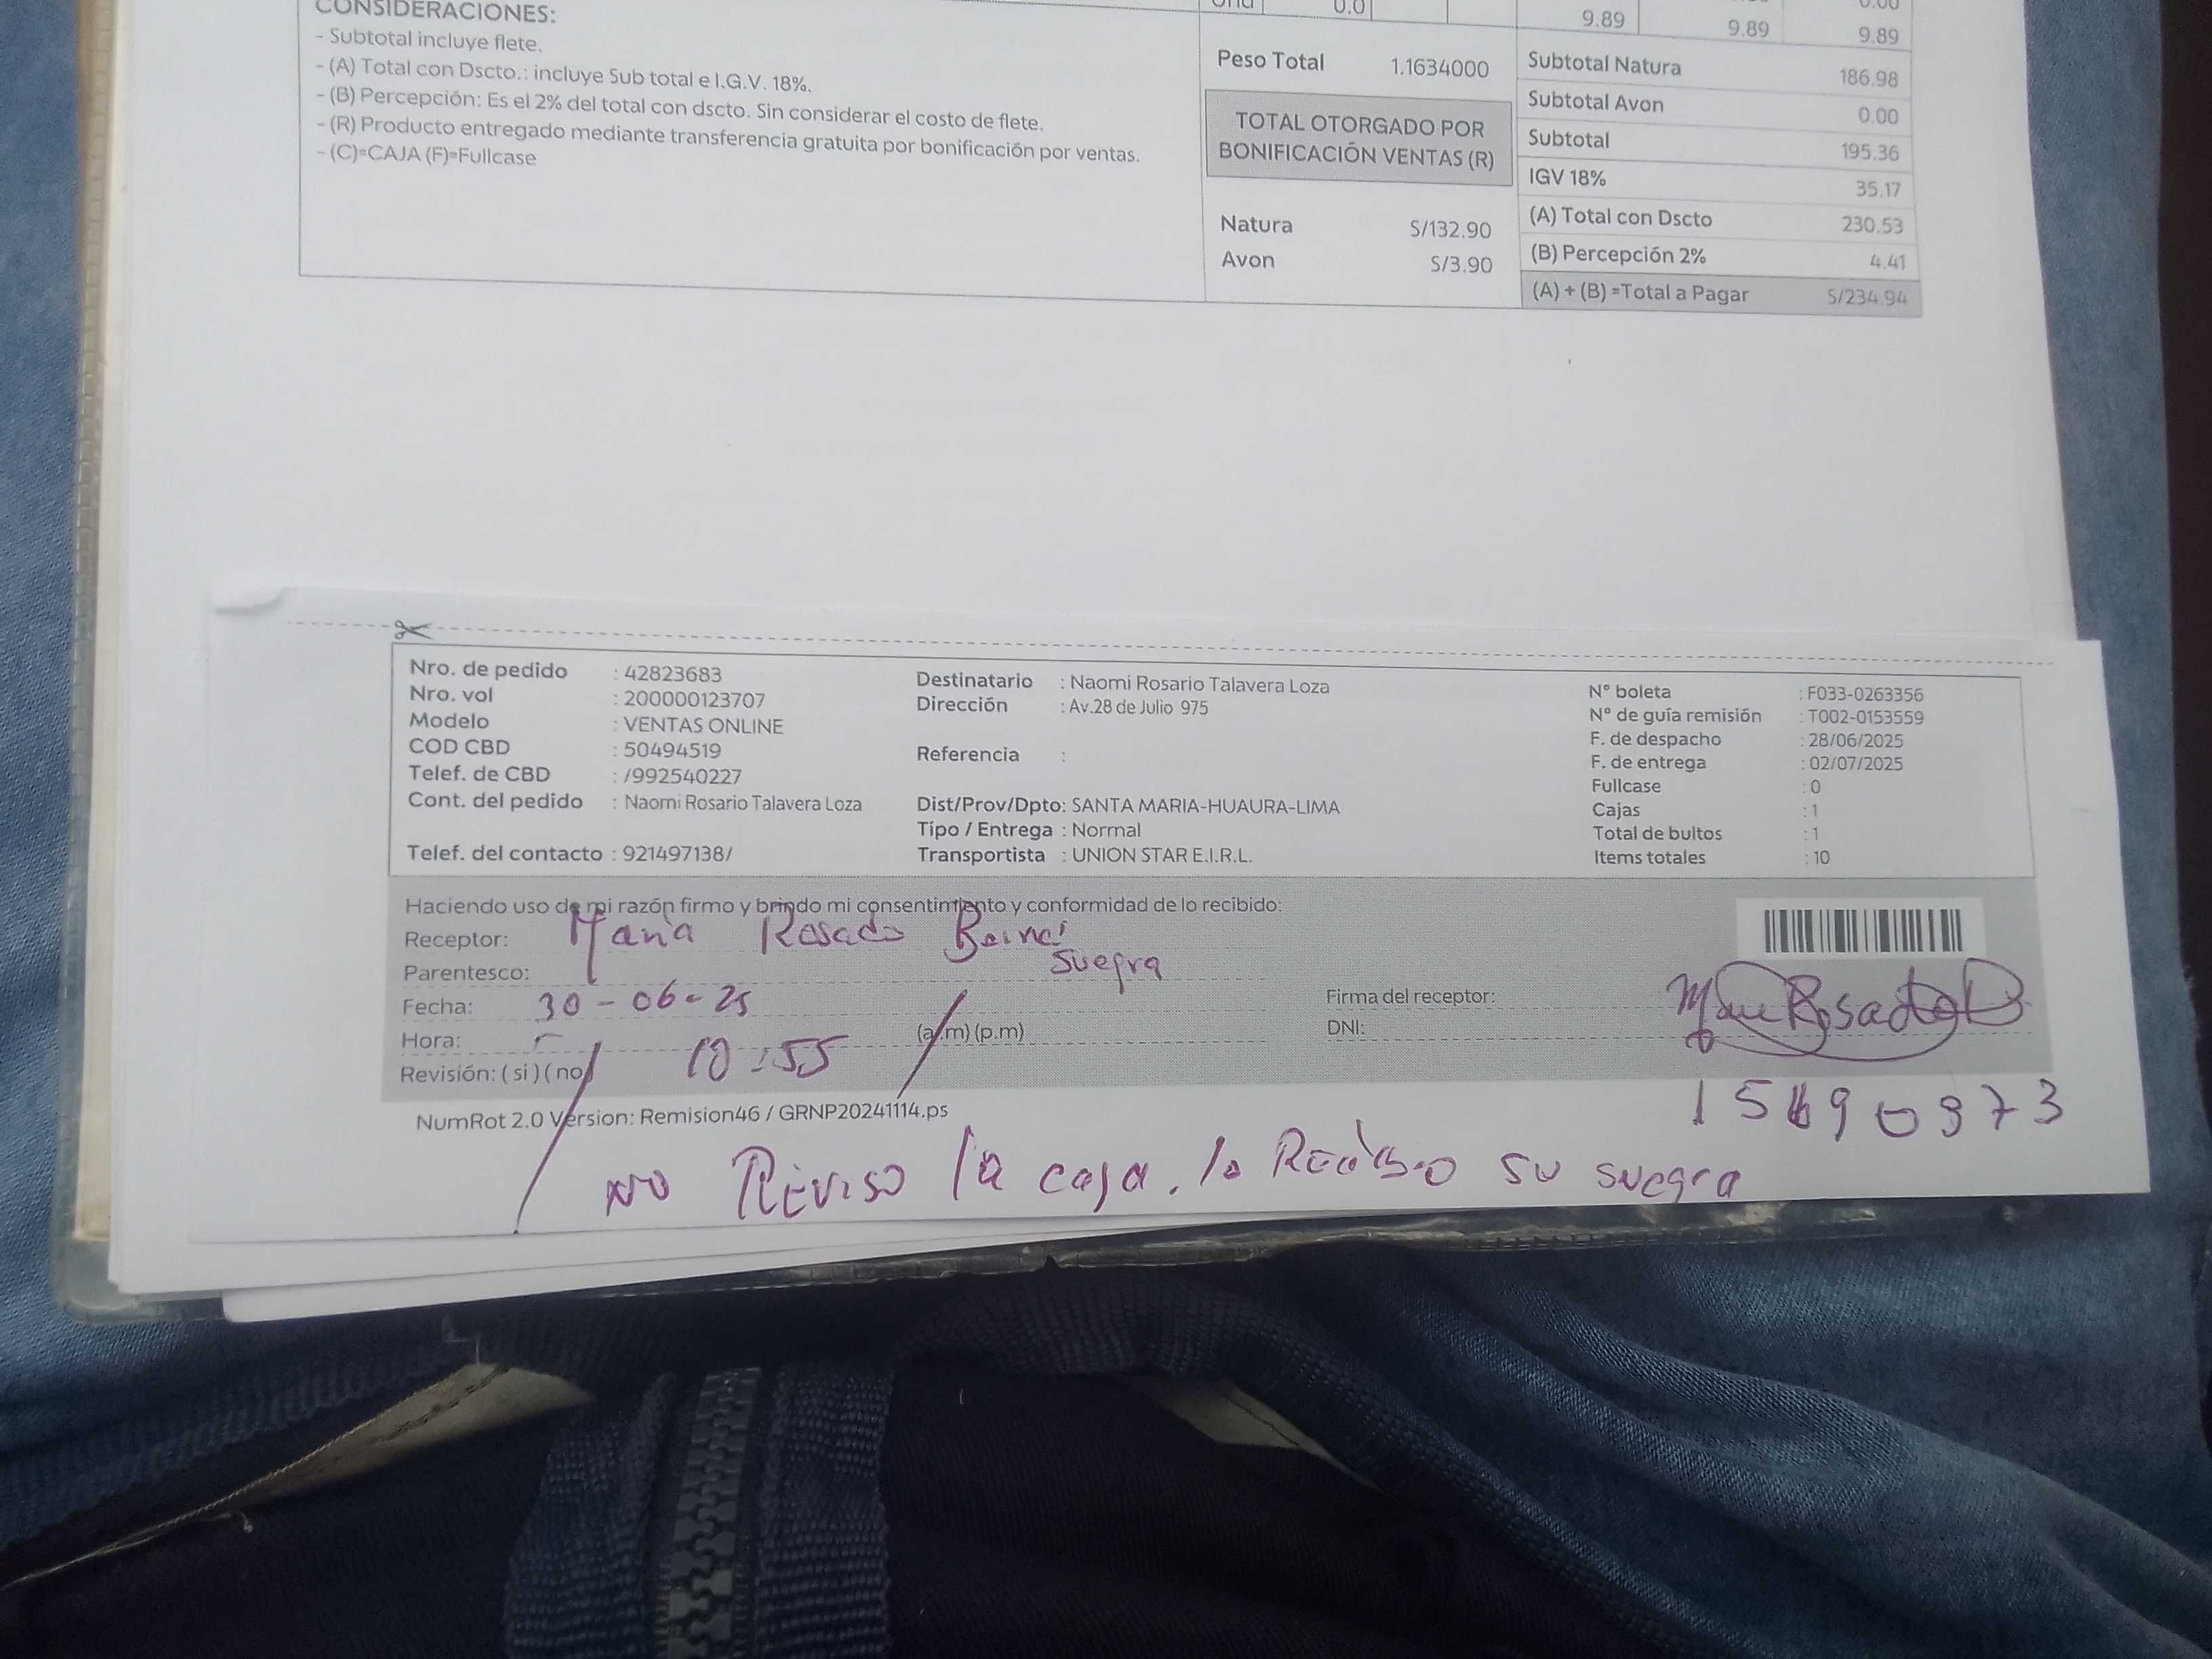 CONSIDERACIONES:
- Subtotal incluye flete.
- (A) Total con Dscto.: incluye Sub total e I.G.V. 18%.
- (B) Percepción: Es el 2% del total con dscto. Sin considerar el costo de flete.
- (R) Producto entregado mediante transferencia gratuita por bonificación por ventas.
- (C)=CAJA (F)=Fullcase
0.0
9.89 9.89 9.89
Peso Total 1.1634000
TOTAL OTORGADO POR
BONIFICACIÓN VENTAS (R)
Natura S/132.90
Avon S/3.90
Subtotal Natura 186.98
Subtotal Avon 0.00
Subtotal 195.36
IGV 18% 35.17
(A) Total con Dscto 230.53
(B) Percepción 2% 4.41
(A) + (B) =Total a Pagar S/234.94
Nro. de pedido : 42823683
Nro. vol : 200000123707
Modelo : VENTAS ONLINE
COD CBD : 50494519
Telef. de CBD : /992540227
Cont. del pedido : Naomi Rosario Talavera Loza
Telef. del contacto : 921497138/
Destinatario : Naomi Rosario Talavera Loza
Dirección : Av.28 de Julio 975
Referencia :
Dist/Prov/Dpto: SANTA MARIA-HUAURA-LIMA
Tipo / Entrega : Normal
Transportista : UNION STAR E.I.R.L.
N° boleta : F033-0263356
N° de guía remisión : T002-0153559
F. de despacho : 28/06/2025
F. de entrega : 02/07/2025
Fullcase : 0
Cajas : 1
Total de bultos : 1
Items totales : 10
Haciendo uso de mi razón firmo y brindo mi consentimiento y conformidad de lo recibido:
Receptor: Maria Rosado
Parentesco: Suegra
Fecha: 30-06-25
Hora: 10:55 (a.m) (p.m)
Revisión: ( si ) ( no )
Firma del receptor:
DNI:
NumRot 2.0 Version: Remision46 / GRNP20241114.ps
no Reviso la caja. lo Recibio su suegra